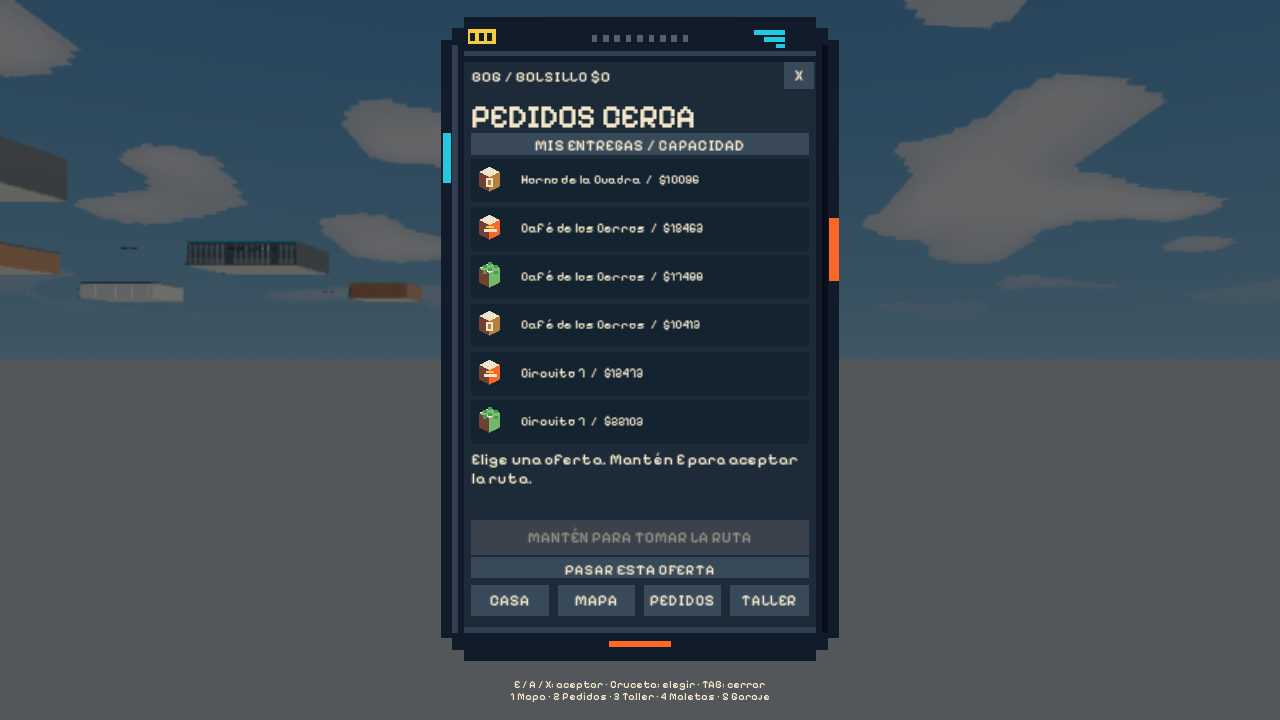 BOG / BOLSILLO $0
X
PEDIDOS CERCA
MIS ENTREGAS / CAPACIDAD
Horno de la Cuadra / $10096
Café de los Cerros / $18463
Café de los Cerros / $17488
Café de los Cerros / $10413
Circuito 7 / $13473
Circuito 7 / $22103
Elige una oferta. Mantén E para aceptar
la ruta.
MANTÉN PARA TOMAR LA RUTA
PASAR ESTA OFERTA
CASA MAPA PEDIDOS TALLER
E / A / X: aceptar · Cruceta: elegir · TAB: cerrar
1 Mapa · 2 Pedidos · 3 Taller · 4 Maletas · 5 Garaje